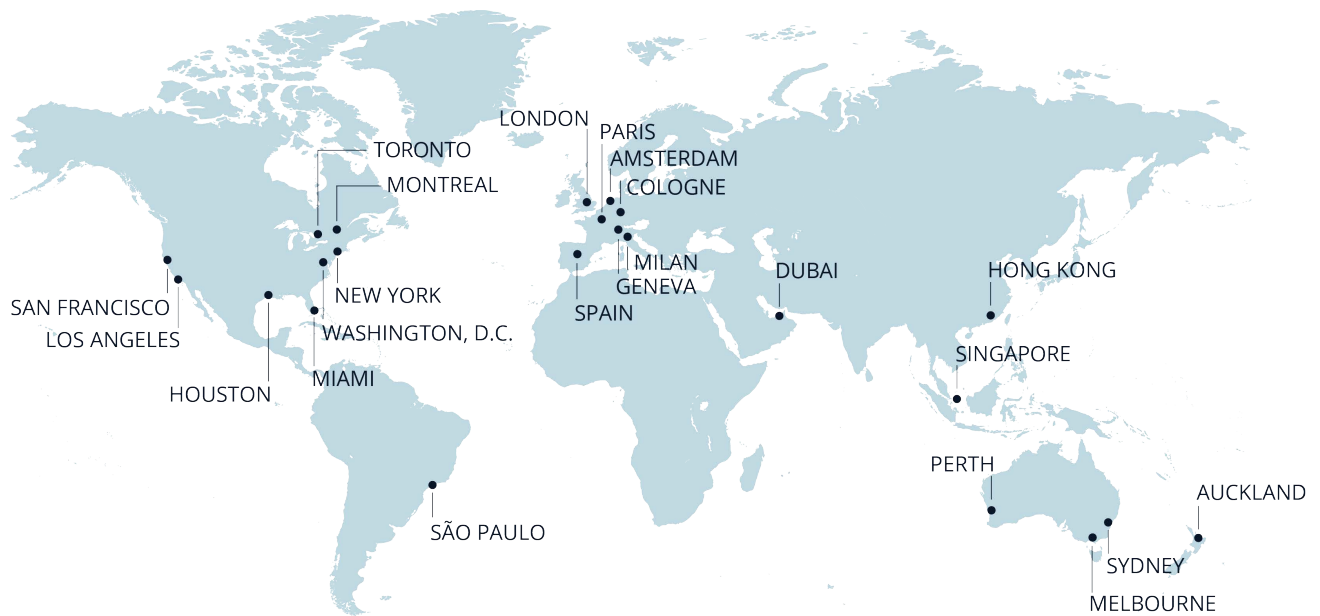 LONDON
PARIS
TORONTO
AMSTERDAM
MONTREAL
COLOGNE
MILAN
DUBAI
HONG KONG
GENEVA
NEW YORK
SAN FRANCISCO
SPAIN
WASHINGTON, D.C.
LOS ANGELES
SINGAPORE
MIAMI
HOUSTON
PERTH
AUCKLAND
SÃO PAULO
SYDNEY
MELBOURNE